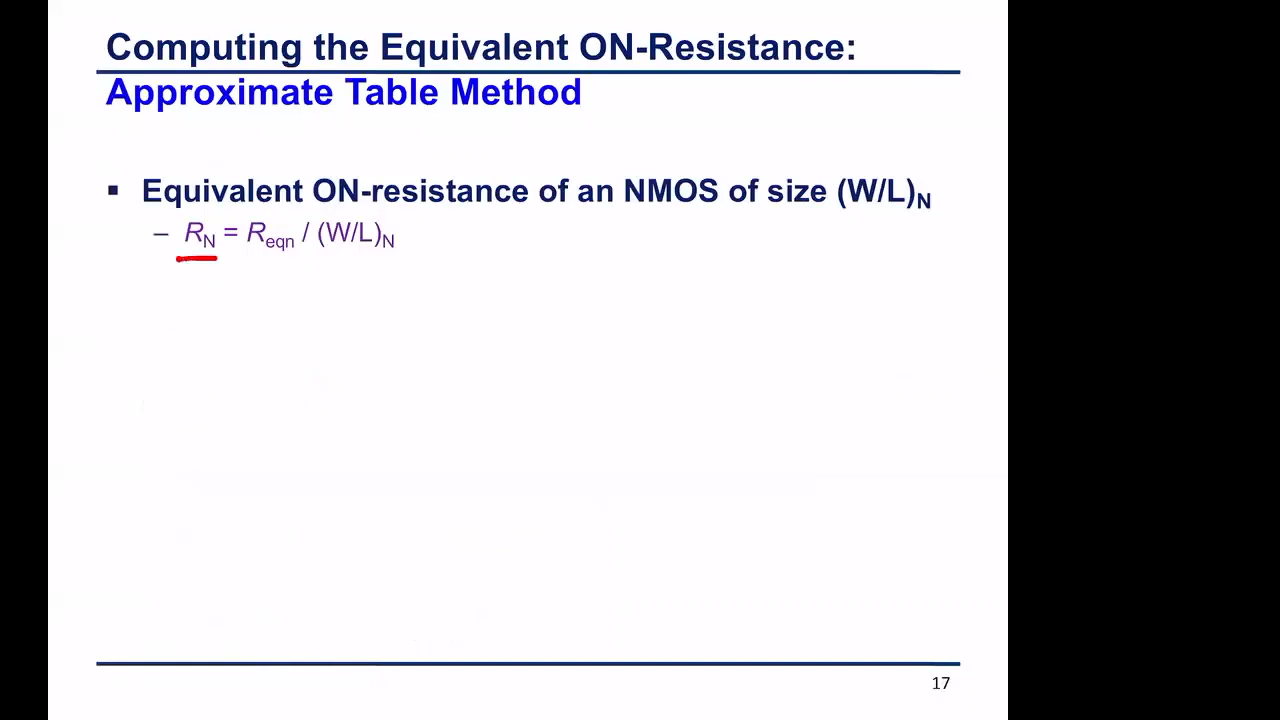 Computing the Equivalent ON-Resistance:
Approximate Table Method
▪ Equivalent ON-resistance of an NMOS of size (W/L)N
– RN = Reqn / (W/L)N
17